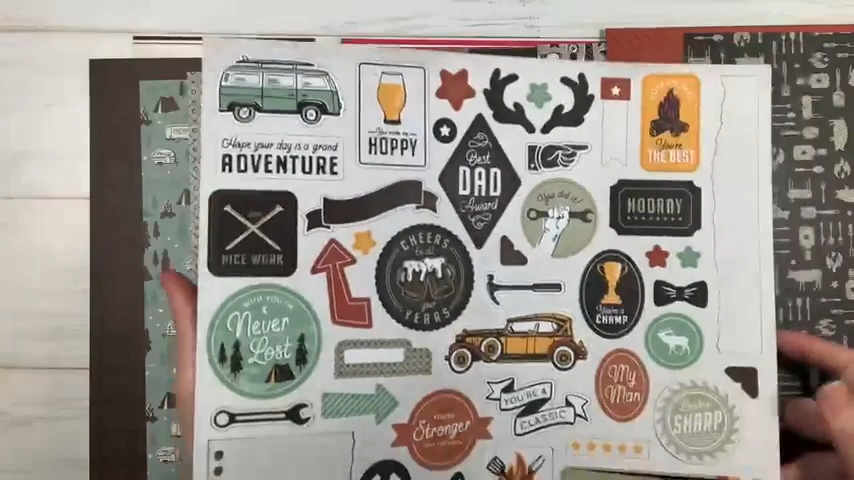 Hope your day is a grand
ADVENTURE
HOPPY
You're
THE BEST
Best
DAD
Award
You did it!
HOORAY
NICE WORK
CHEERS
to all
your
YEARS
You're a
CHAMP
WITH YOU I'M
Never
Lost
My
Man
YOU'RE A
CLASSIC
Stronger
Lookin'
SHARP